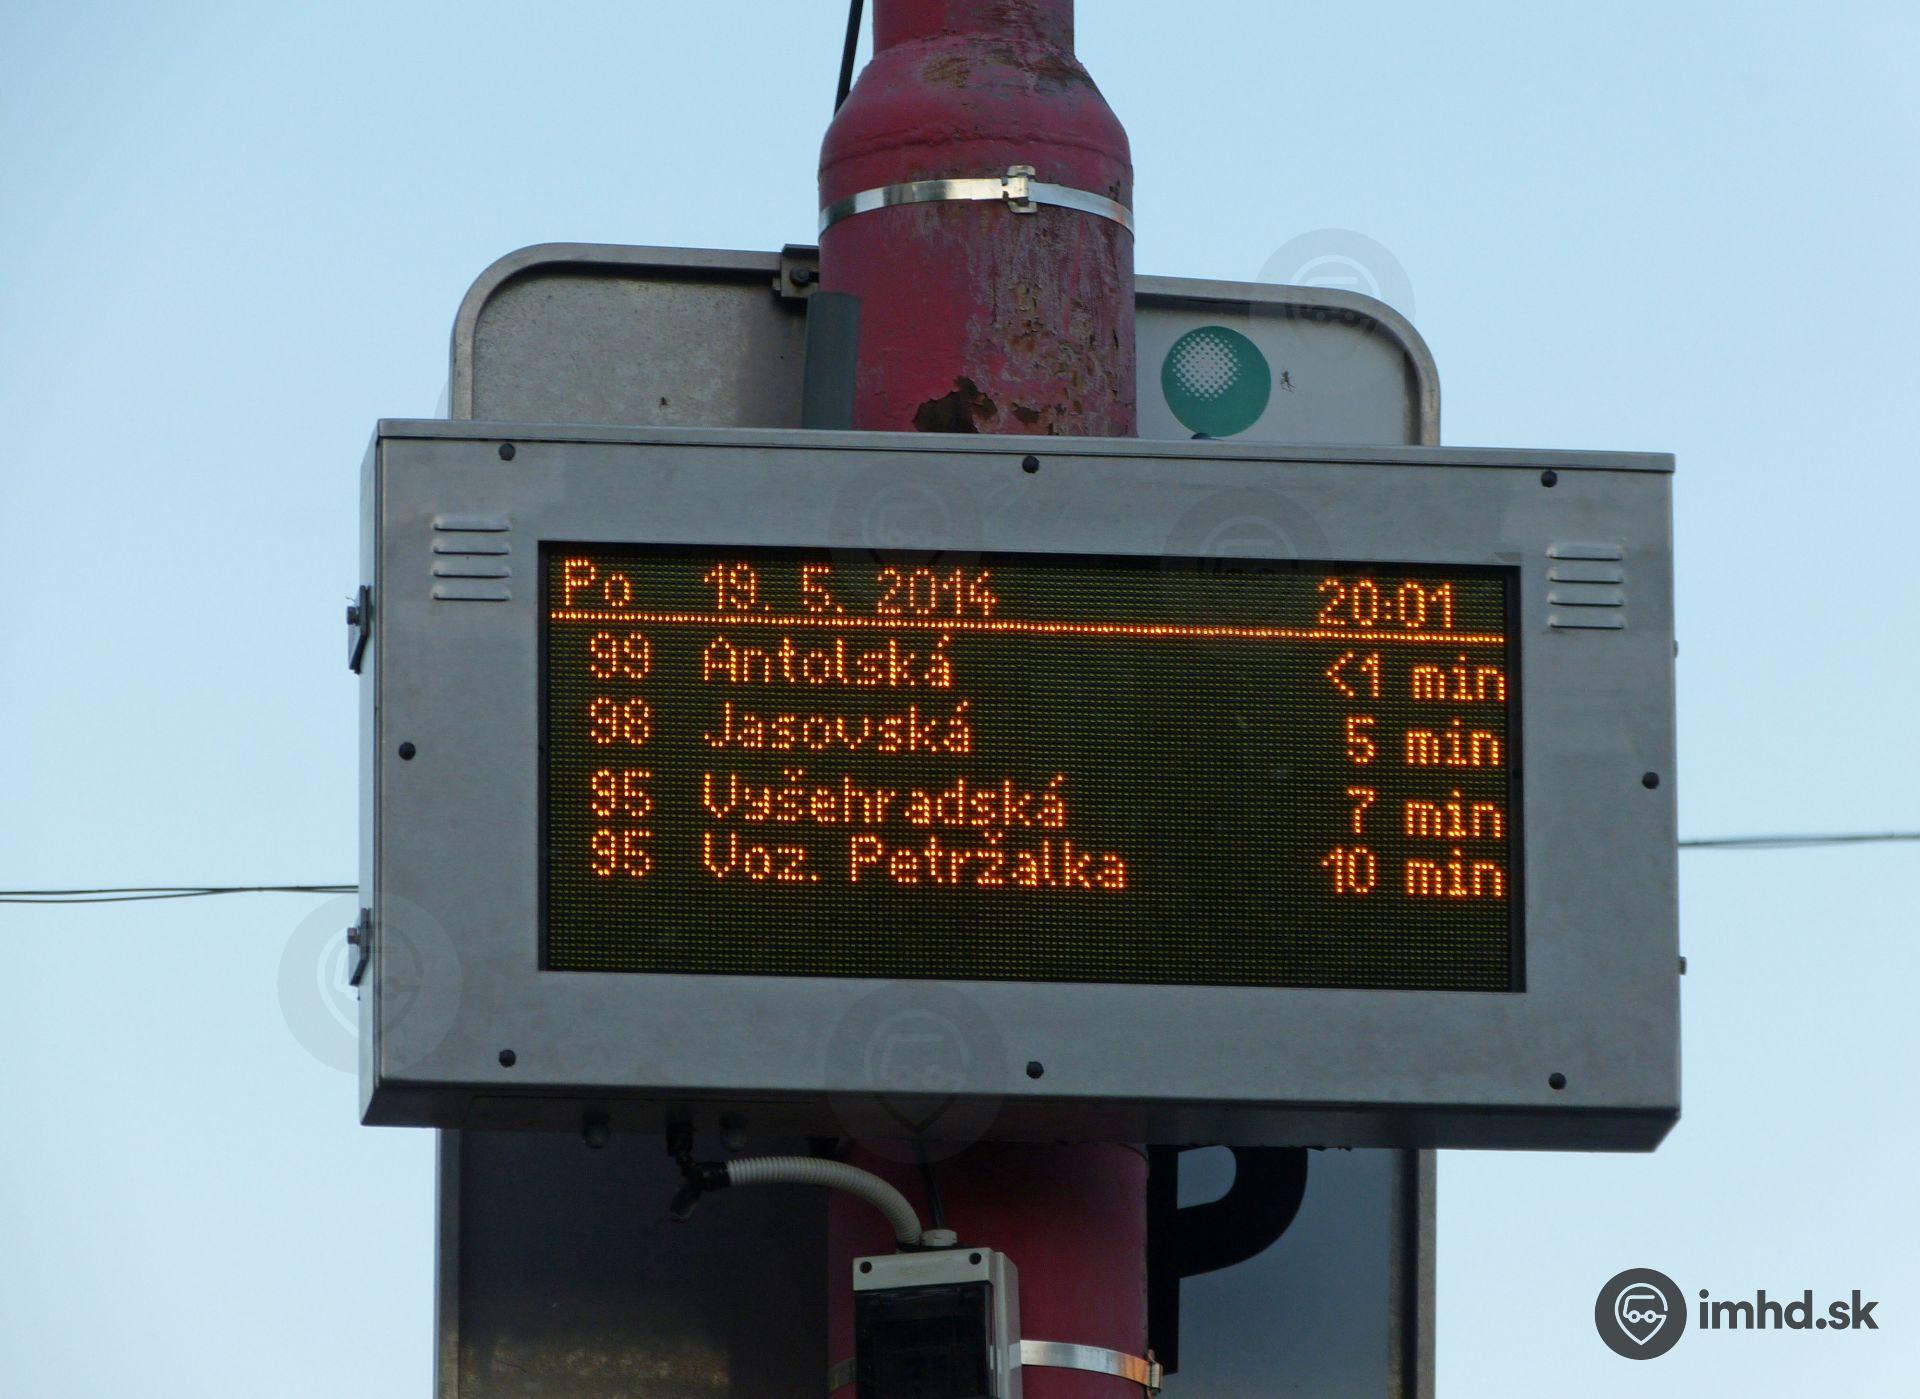 Po 19. 5. 2014 20:01
99 Antolská <1 min
98 Jasovská 5 min
95 Vyšehradská 7 min
95 Voz. Petržalka 10 min
P
imhd.sk